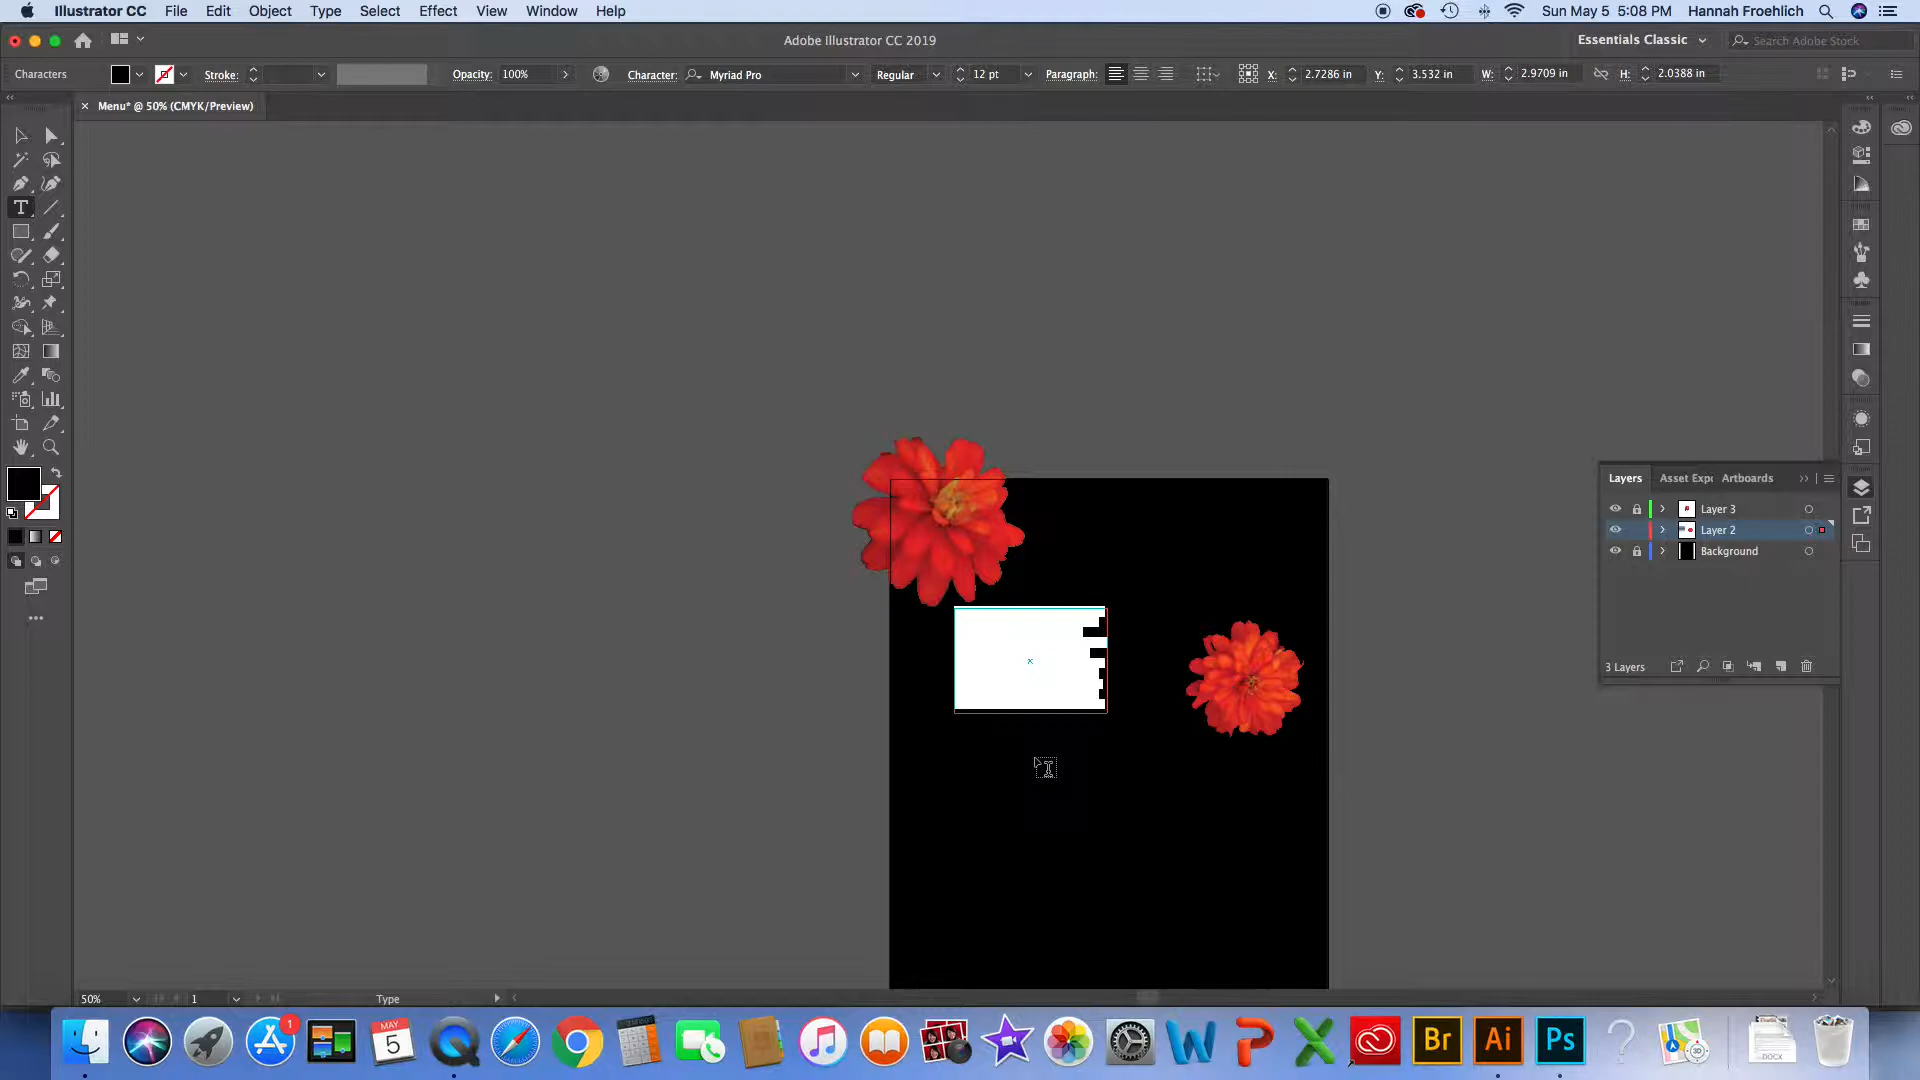 Illustrator CC File Edit Object Type Select Effect View Window Help
Sun May 5 5:08 PM Hannah Froehlich
Adobe Illustrator CC 2019
Essentials Classic
Search Adobe Stock
Characters Stroke: Opacity: 100% Character: Myriad Pro Regular 12 pt Paragraph: X: 2.7286 in Y: 3.532 in W: 2.9709 in H: 2.0388 in
× Menu* @ 50% (CMYK/Preview)
Layers Asset Exp Artboards
Layer 3
Layer 2
Background
3 Layers
50% 1 Type
1
MAY
5
Br Ai Ps
DOCX